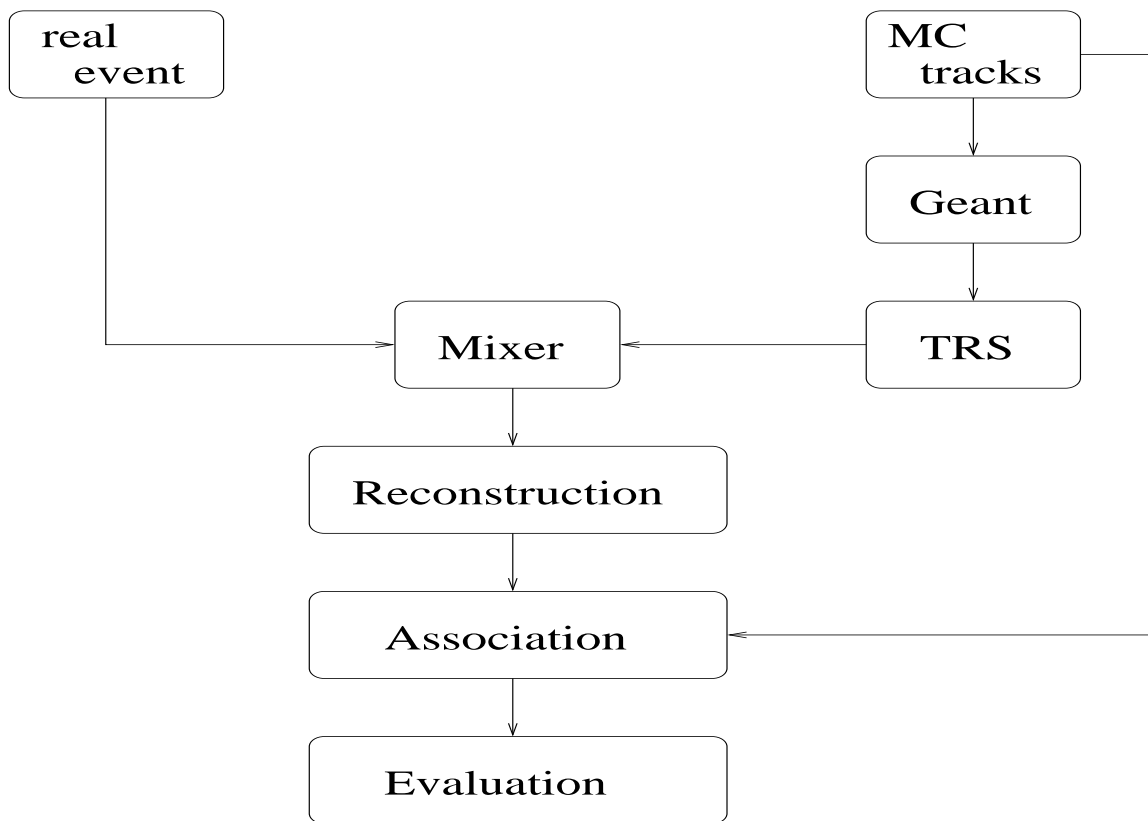 real
event
MC
tracks
Geant
Mixer
TRS
Reconstruction
Association
Evaluation